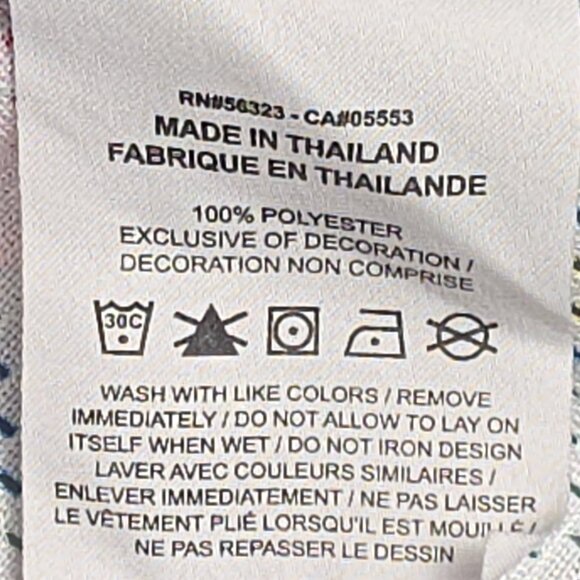 RN#56323 - CA#05553
MADE IN THAILAND
FABRIQUE EN THAILANDE
100% POLYESTER
EXCLUSIVE OF DECORATION /
DECORATION NON COMPRISE
30C
WASH WITH LIKE COLORS / REMOVE
IMMEDIATELY / DO NOT ALLOW TO LAY ON
ITSELF WHEN WET / DO NOT IRON DESIGN
LAVER AVEC COULEURS SIMILAIRES /
ENLEVER IMMEDIATEMENT / NE PAS LAISSER
LE VÊTEMENT PLIÉ LORSQU'IL EST MOUILLÉ /
NE PAS REPASSER LE DESSIN